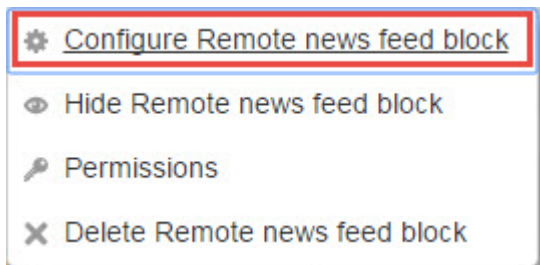 Configure Remote news feed block
Hide Remote news feed block
Permissions
Delete Remote news feed block